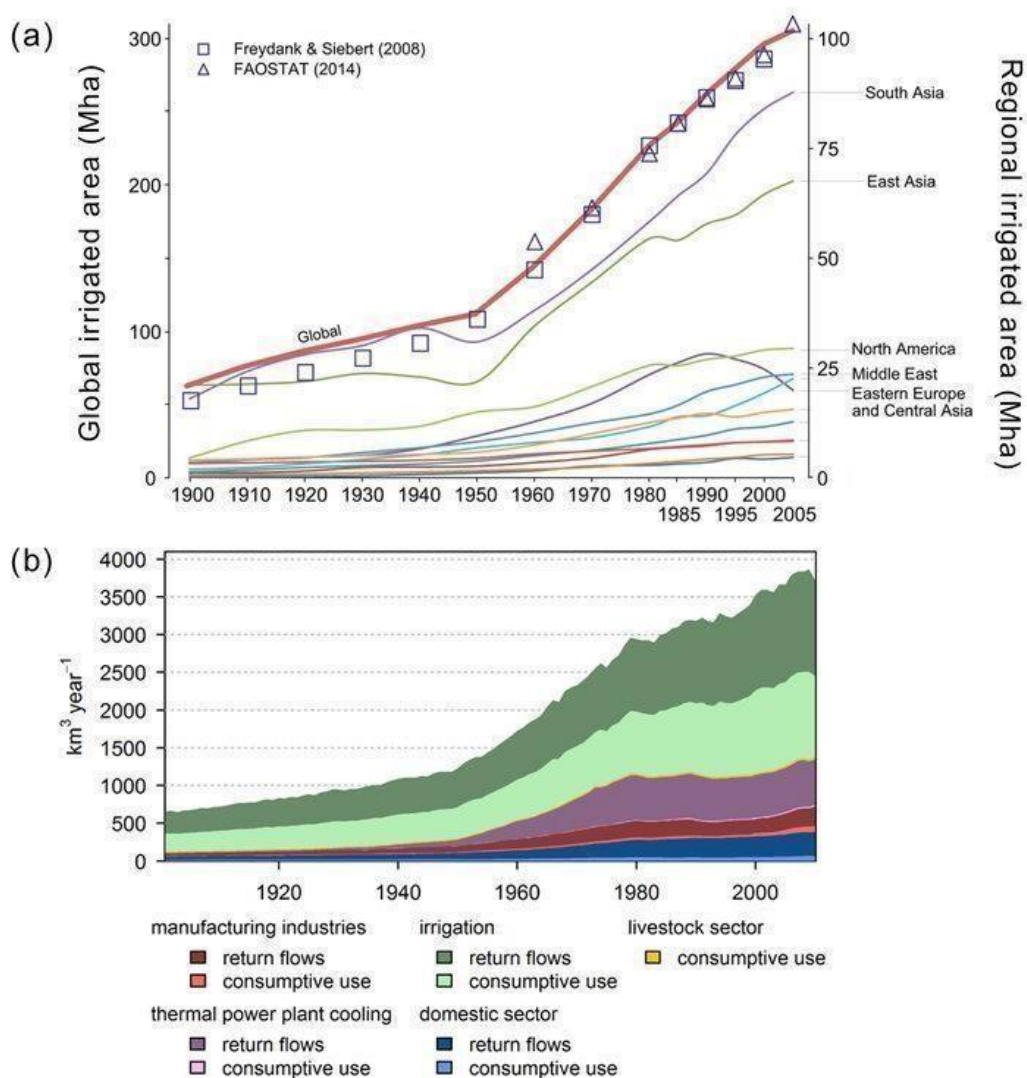 (a)
Global irrigated area (Mha)
300
200
100
0
Freydank & Siebert (2008)
FAOSTAT (2014)
Global
1900
1910
1920
1930
1940
1950
1960
1970
1980
1985
1990
1995
2000
2005
100
75
50
25
0
South Asia
East Asia
North America
Middle East
Eastern Europe
and Central Asia
Regional irrigated area (Mha)
(b)
km³ year⁻¹
4000
3500
3000
2500
2000
1500
1000
500
0
1920
1940
1960
1980
2000
manufacturing industries
return flows
consumptive use
irrigation
return flows
consumptive use
livestock sector
consumptive use
thermal power plant cooling
return flows
consumptive use
domestic sector
return flows
consumptive use